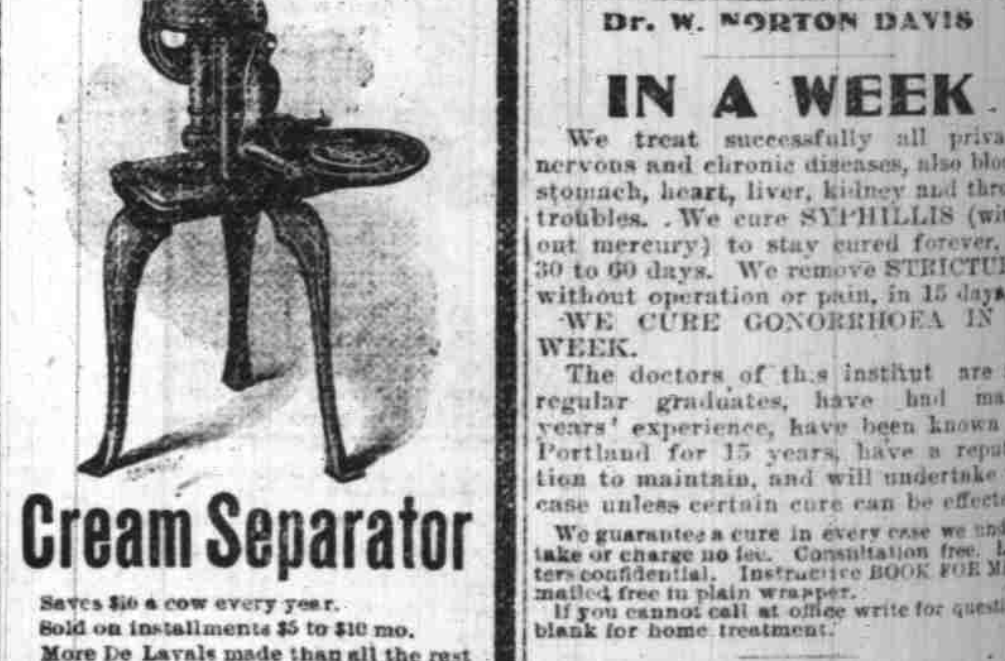 Cream Separator
Saves $16 a cow every year.
Sold on installments $5 to $10 mo.
More De Lavals made than all the rest
Dr. W. NORTON DAVIS
IN A WEEK
We treat successfully all priva
nervous and chronic diseases, also blo
stomach, heart, liver, kidney and thr
troubles. We cure SYPHILLIS (wi
out mercury) to stay cured forever,
30 to 60 days. We remove STRICTU
without operation or pain, in 15 days
WE CURE GONORRHOEA IN
WEEK.
The doctors of this institut are
regular graduates, have had ma
years' experience, have been known
Portland for 15 years, have a repu
tion to maintain, and will undertake
case unless certain cure can be effect
We guarantee a cure in every case we und
take or charge no fee. Consultation free.
ters confidential. Instructive BOOK FOR M
mailed free in plain wrapper.
If you cannot call at office write for quest
blank for home treatment.